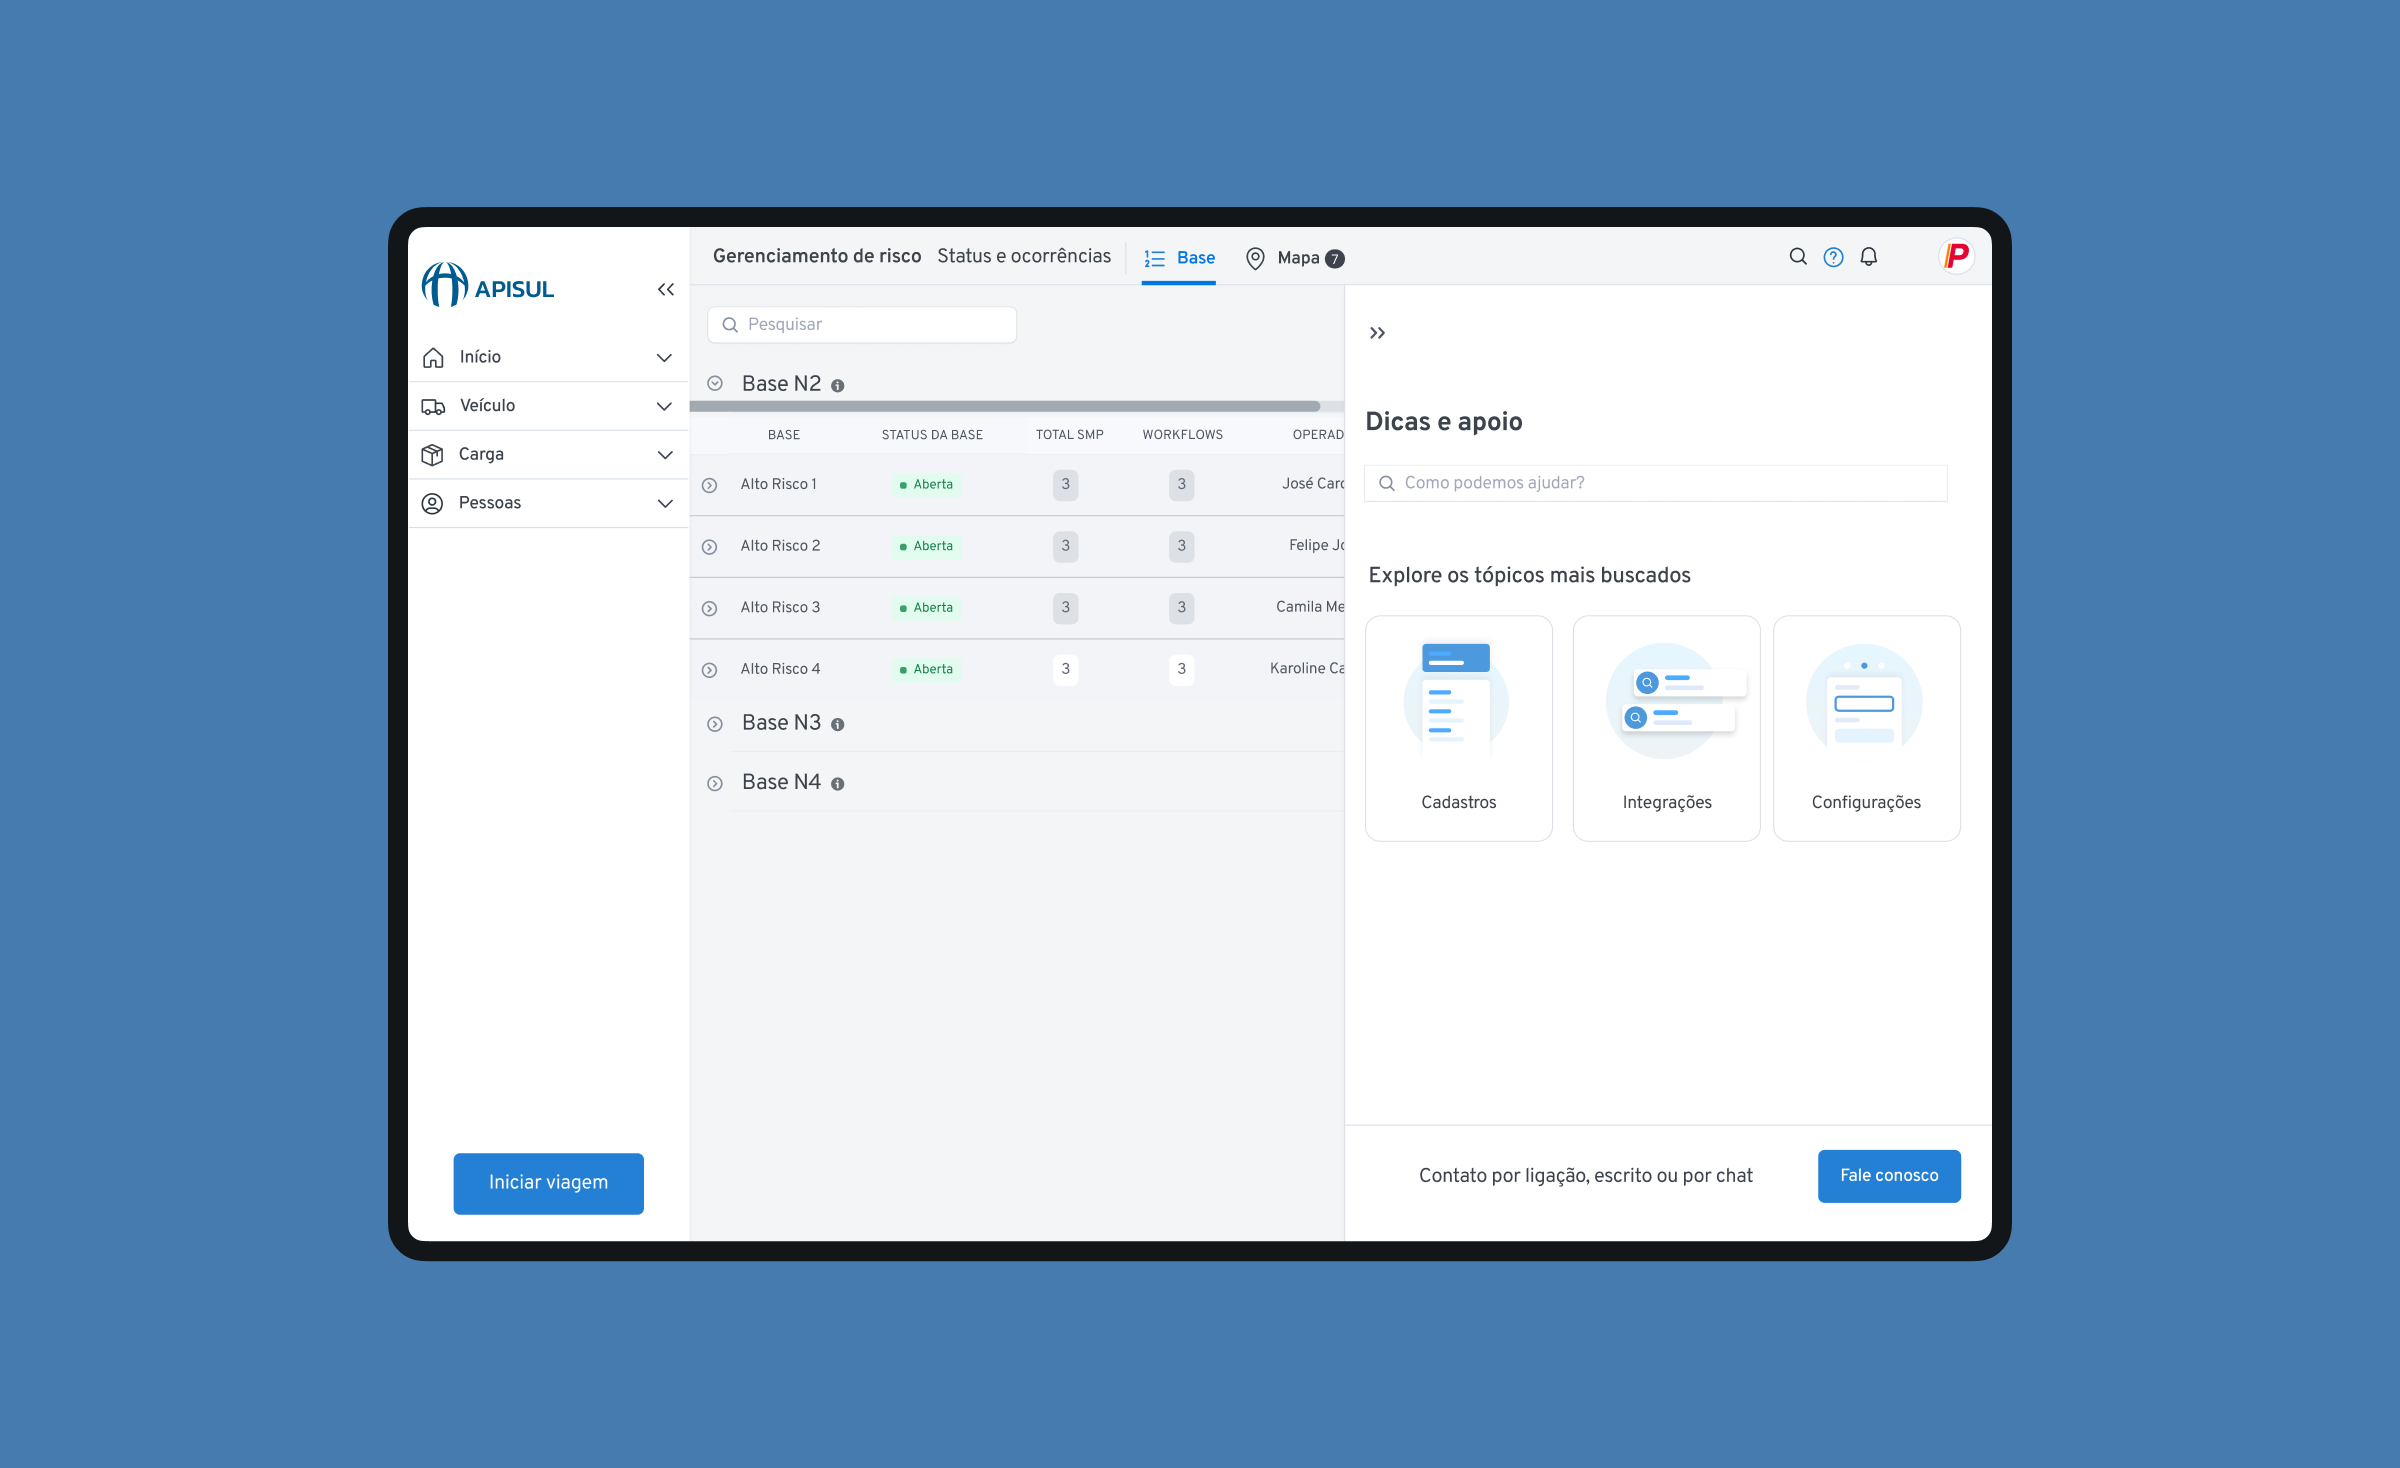 APISUL
Início
Veículo
Carga
Pessoas
Iniciar viagem
Gerenciamento de risco Status e ocorrências Base Mapa 7
Pesquisar
Base N2
BASE STATUS DA BASE TOTAL SMP WORKFLOWS OPERAD
Alto Risco 1 Aberta 3 3 José Carc
Alto Risco 2 Aberta 3 3 Felipe Jo
Alto Risco 3 Aberta 3 3 Camila Me
Alto Risco 4 Aberta 3 3 Karoline Ca
Base N3
Base N4
P
Dicas e apoio
Como podemos ajudar?
Explore os tópicos mais buscados
Cadastros Integrações Configurações
Contato por ligação, escrito ou por chat Fale conosco